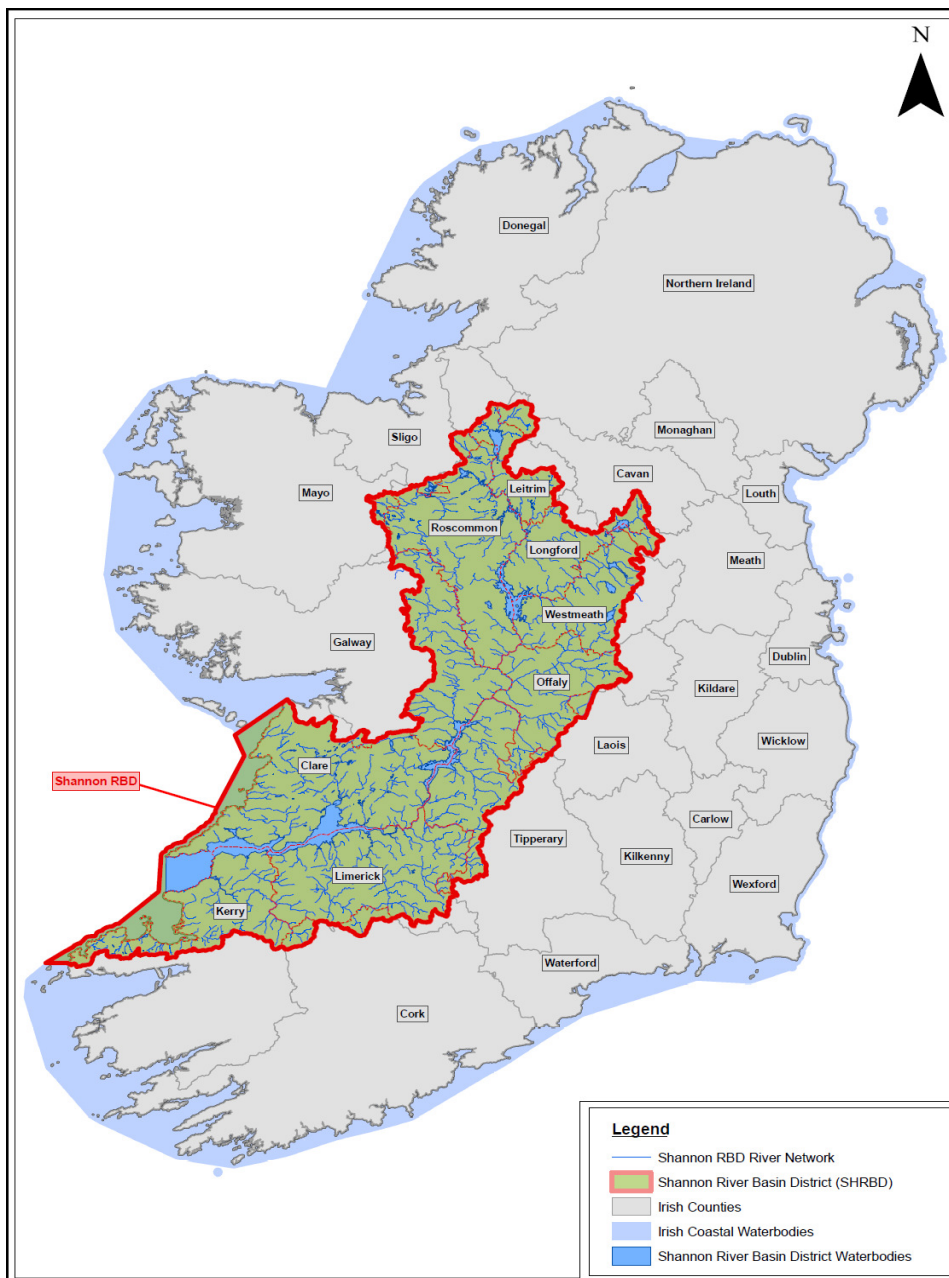 N
Donegal
Northern Ireland
Monaghan
Sligo
Cavan
Louth
Mayo
Leitrim
Roscommon
Longford
Meath
Westmeath
Galway
Dublin
Offaly
Kildare
Laois
Wicklow
Clare
Shannon RBD
Carlow
Tipperary
Kilkenny
Limerick
Wexford
Kerry
Waterford
Cork
Legend
Shannon RBD River Network
Shannon River Basin District (SHRBD)
Irish Counties
Irish Coastal Waterbodies
Shannon River Basin District Waterbodies